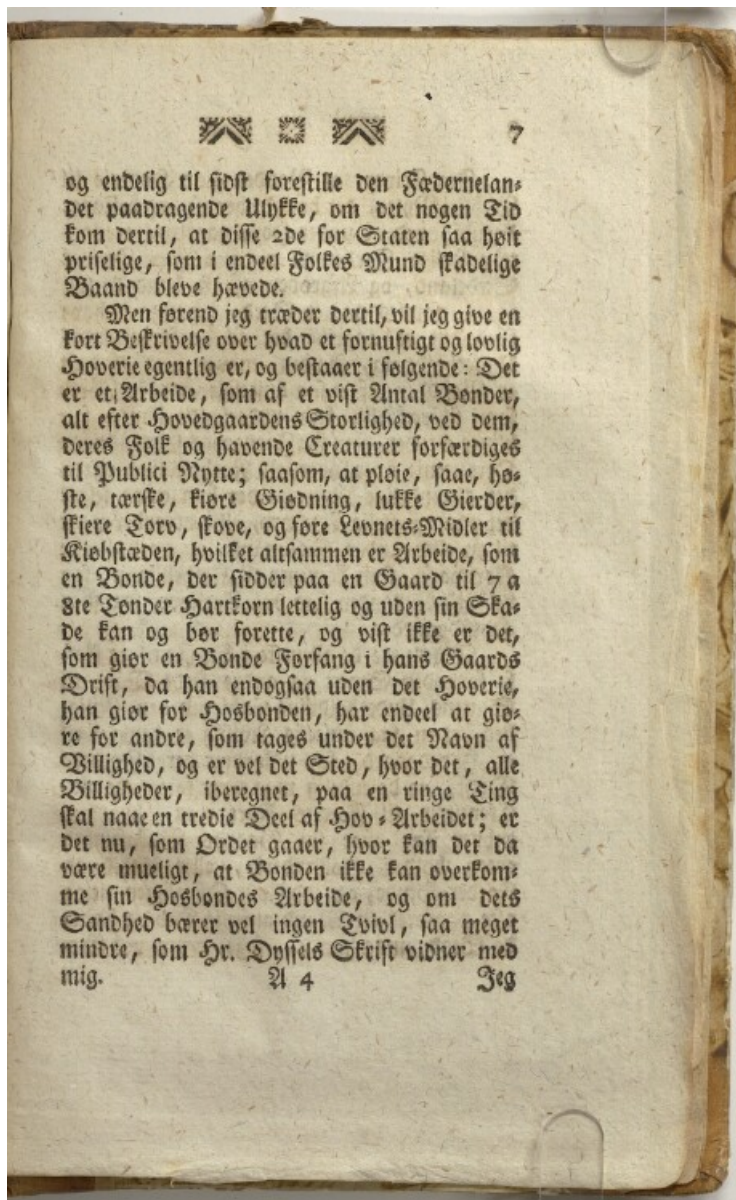 7
og endelig til sidst forestille den Fædernelan-
det paadragende Ulykke, om det nogen Tid
kom dertil, at disse 2de for Staten saa høit
priselige, som i endeel Folkes Mund skadelige
Baand bleve hævede.
Men førend jeg træder dertil, vil jeg give en
kort Beskrivelse over hvad et fornuftigt og lovlig
Hoverie egentlig er, og bestaaer i følgende: Det
er et Arbeide, som af et vist Antal Bønder,
alt efter Hovedgaardens Storlighed, ved dem,
deres Folk og havende Creaturer forfærdiges
til Publici Nytte; saasom, at pløie, saae, hø-
ste, tærske, kiøre Giødning, lukke Gierder,
skiere Torv, skove, og føre Levnets-Midler til
Kiøbstæden, hvilket altsammen er Arbeide, som
en Bonde, der sidder paa en Gaard til 7 a
8te Tønder Hartkorn lettelig og uden sin Ska-
de kan og bør forette, og vist ikke er det,
som giør en Bonde Forfang i hans Gaards
Drift, da han endogsaa uden det Hoverie,
han giør for Hosbonden, har endeel at giø-
re for andre, som tages under det Navn af
Villighed, og er vel det Sted, hvor det, alle
Billigheder, iberegnet, paa en ringe Ting
skal naae en tredie Deel af Hov-Arbeidet; er
det nu, som Ordet gaaer, hvor kan det da
være mueligt, at Bonden ikke kan overkom-
me sin Hosbondes Arbeide, og om dets
Sandhed bærer vel ingen Tvivl, saa meget
mindre, som Hr. Dyssels Skrift vidner med
mig. A 4 Jeg